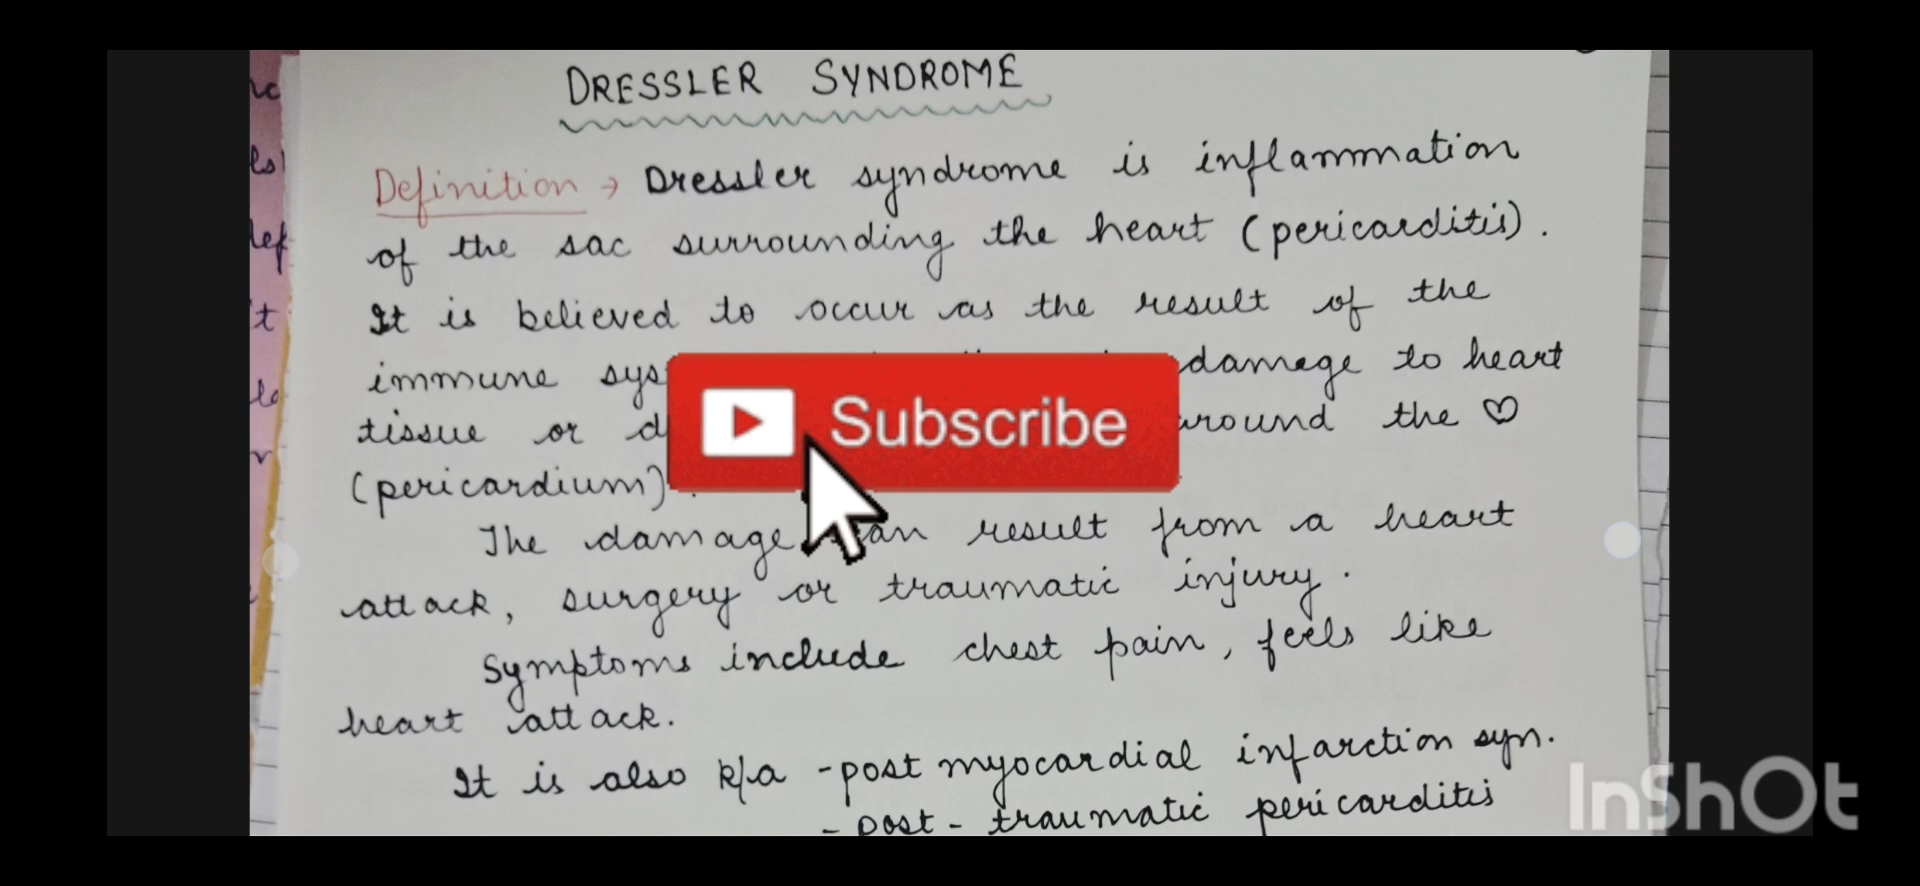 DRESSLER SYNDROME
Definition → Dressler syndrome is inflammation
of the sac surrounding the heart (pericarditis).
It is believed to occur as the result of the
immune sys damage to heart
tissue or d around the ♡
(pericardium).
Subscribe
The damage an result from a heart
attack, surgery or traumatic injury.
Symptoms include chest pain, feels like
heart attack.
It is also k/a - post myocardial infarction syn.
- post - traumatic pericarditis
InShOt